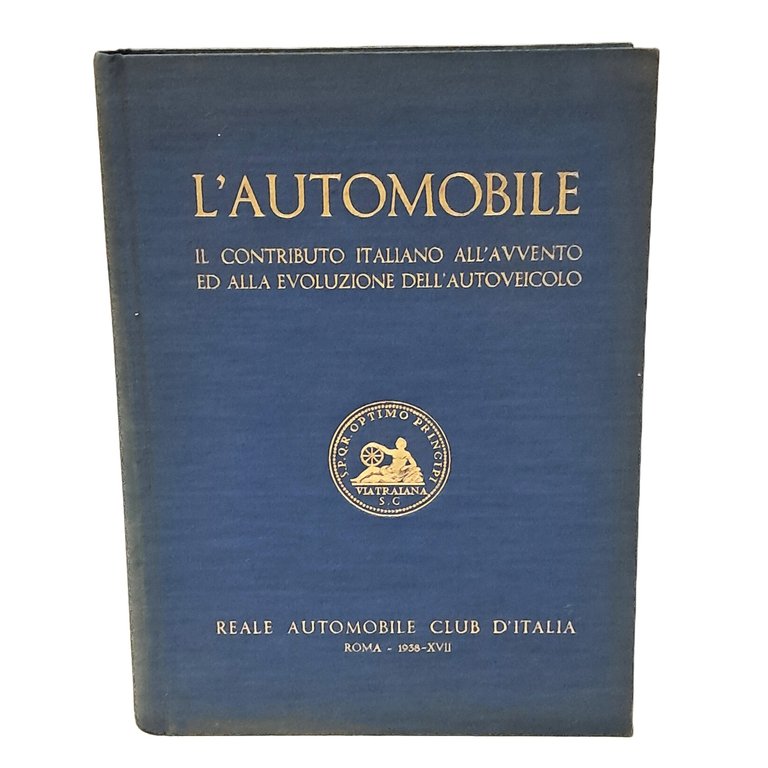 L'AUTOMOBILE
IL CONTRIBUTO ITALIANO ALL'AVVENTO
ED ALLA EVOLUZIONE DELL'AUTOVEICOLO
S.P.Q.R. OPTIMO PRINCIPI
VIA TRAIANA
S.C
REALE AUTOMOBILE CLUB D'ITALIA
ROMA - 1938-XVII